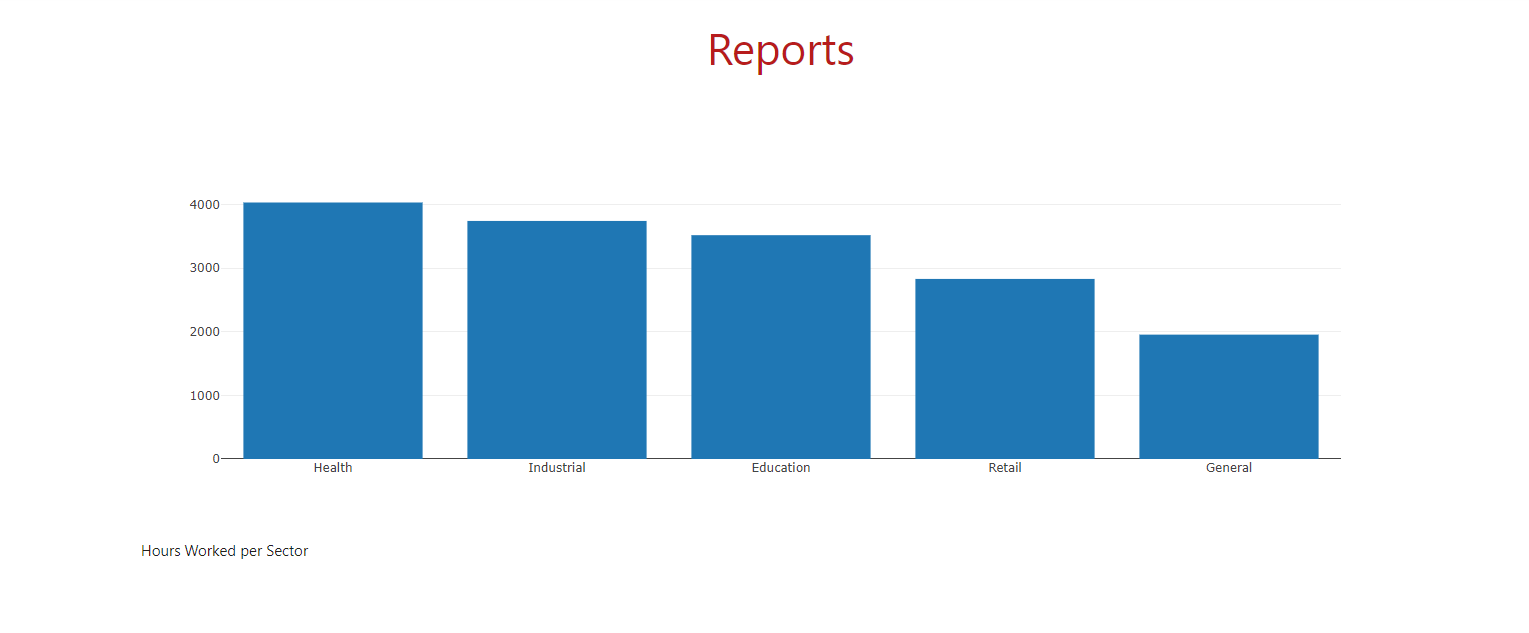 Reports
4000
3000
2000
1000
0
Health Industrial Education Retail General
Hours Worked per Sector